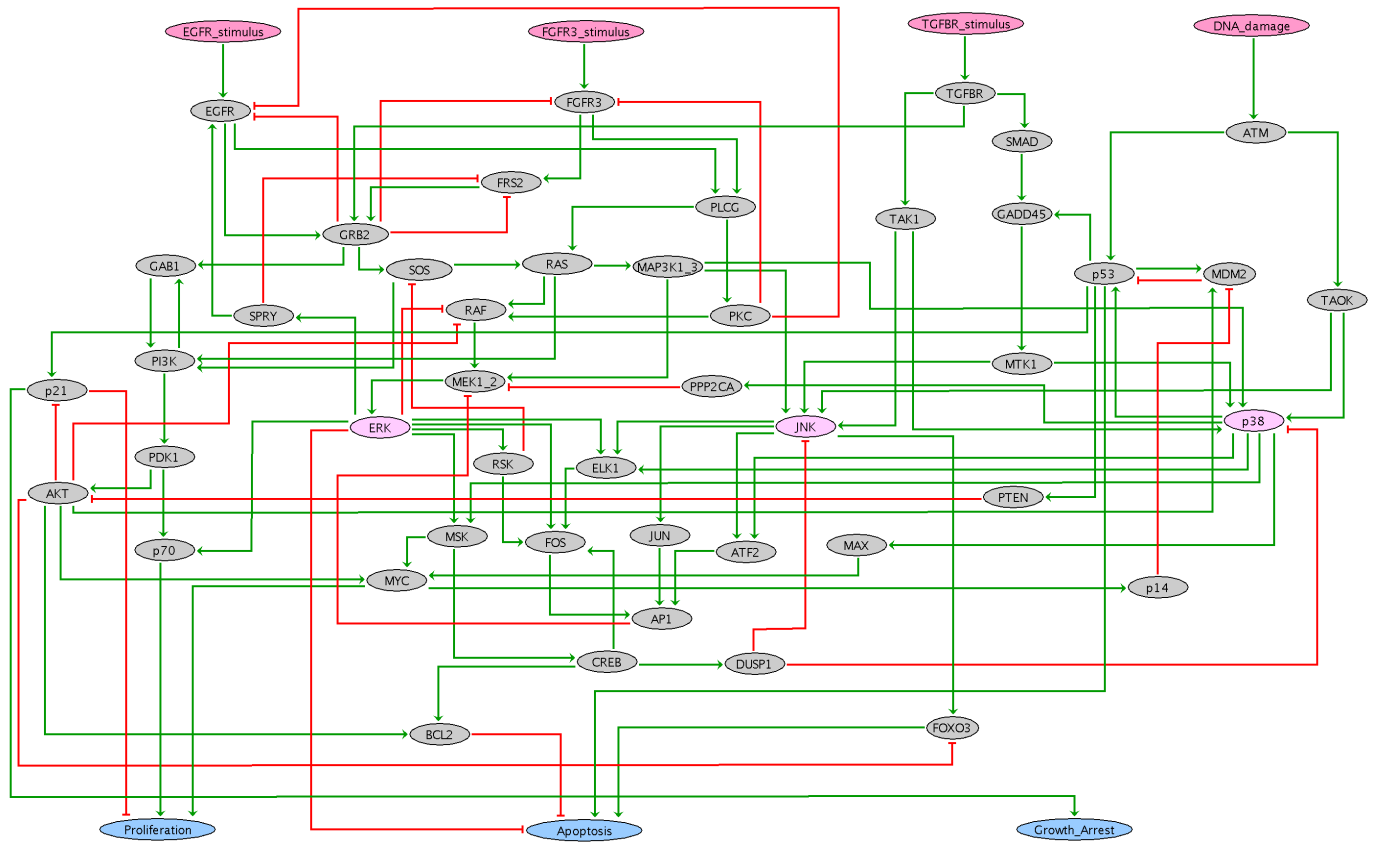 EGFR_stimulus
FGFR3_stimulus
TGFBR_stimulus
DNA_damage
EGFR
FGFR3
TGFBR
ATM
SMAD
FRS2
PLCG
TAK1
GADD45
GRB2
GAB1
SOS
RAS
MAP3K1_3
p53
MDM2
TAOK
SPRY
RAF
PKC
PI3K
MEK1_2
PPP2CA
MTK1
p21
ERK
JNK
p38
PDK1
RSK
ELK1
AKT
PTEN
p70
MSK
FOS
JUN
ATF2
MAX
MYC
p14
AP1
CREB
DUSP1
BCL2
FOXO3
Proliferation
Apoptosis
Growth_Arrest